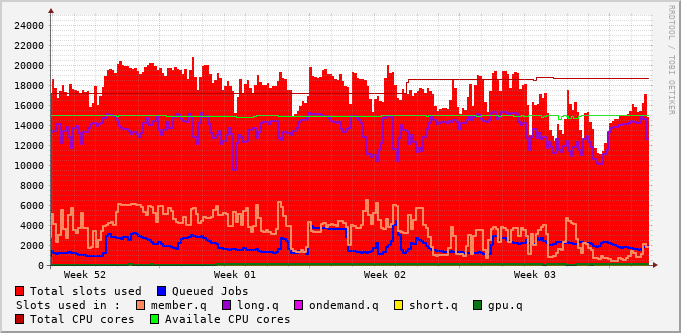 24000
22000
20000
18000
16000
14000
12000
10000
8000
6000
4000
2000
0
Week 52 Week 01 Week 02 Week 03
Total slots used Queued Jobs
Slots used in : member.q long.q ondemand.q short.q gpu.q
Total CPU cores Availale CPU cores
RRDTOOL / TOBI OETIKER